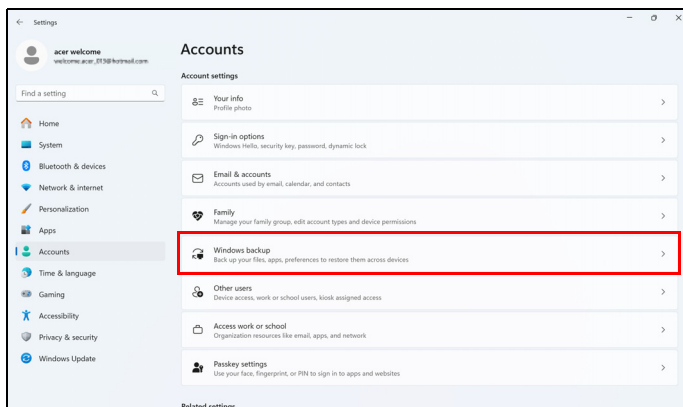 Settings
acer welcome
Find a setting
Home
System
Bluetooth & devices
Network & internet
Personalization
Apps
Accounts
Time & language
Gaming
Accessibility
Privacy & security
Windows Update
Accounts
Account settings
Your info
Profile photo
Sign-in options
Windows Hello, security key, password, dynamic lock
Email & accounts
Accounts used by email, calendar, and contacts
Family
Manage your family group, edit account types and device permissions
Windows backup
Back up your files, apps, preferences to restore them across devices
Other users
Device access, work or school users, kiosk assigned access
Access work or school
Organization resources like email, apps, and network
Passkey settings
Use your face, fingerprint, or PIN to sign in to apps and websites
Related settings